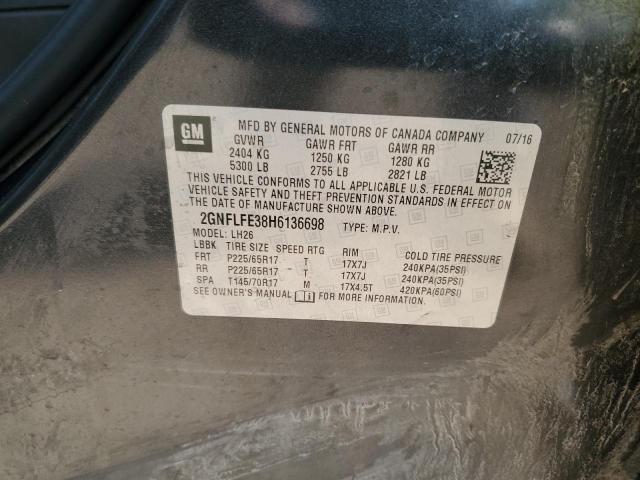 GM
MFD BY GENERAL MOTORS OF CANADA COMPANY 07/16
GVWR GAWR FRT GAWR RR
2404 KG 1250 KG 1280 KG
5300 LB 2755 LB 2821 LB
THIS VEHICLE CONFORMS TO ALL APPLICABLE U.S. FEDERAL MOTOR
VEHICLE SAFETY AND THEFT PREVENTION STANDARDS IN EFFECT ON
THE DATE OF MANUFACTURE SHOWN ABOVE.
2GNFLFE38H6136698 TYPE: M.P.V.
MODEL: LH26
LBBK TIRE SIZE SPEED RTG RIM COLD TIRE PRESSURE
FRT P225/65R17 T 17X7J 240KPA(35PSI)
RR P225/65R17 T 17X7J 240KPA(35PSI)
SPA T145/70R17 M 17X4.5T 420KPA(60PSI)
SEE OWNER'S MANUAL FOR MORE INFORMATION.